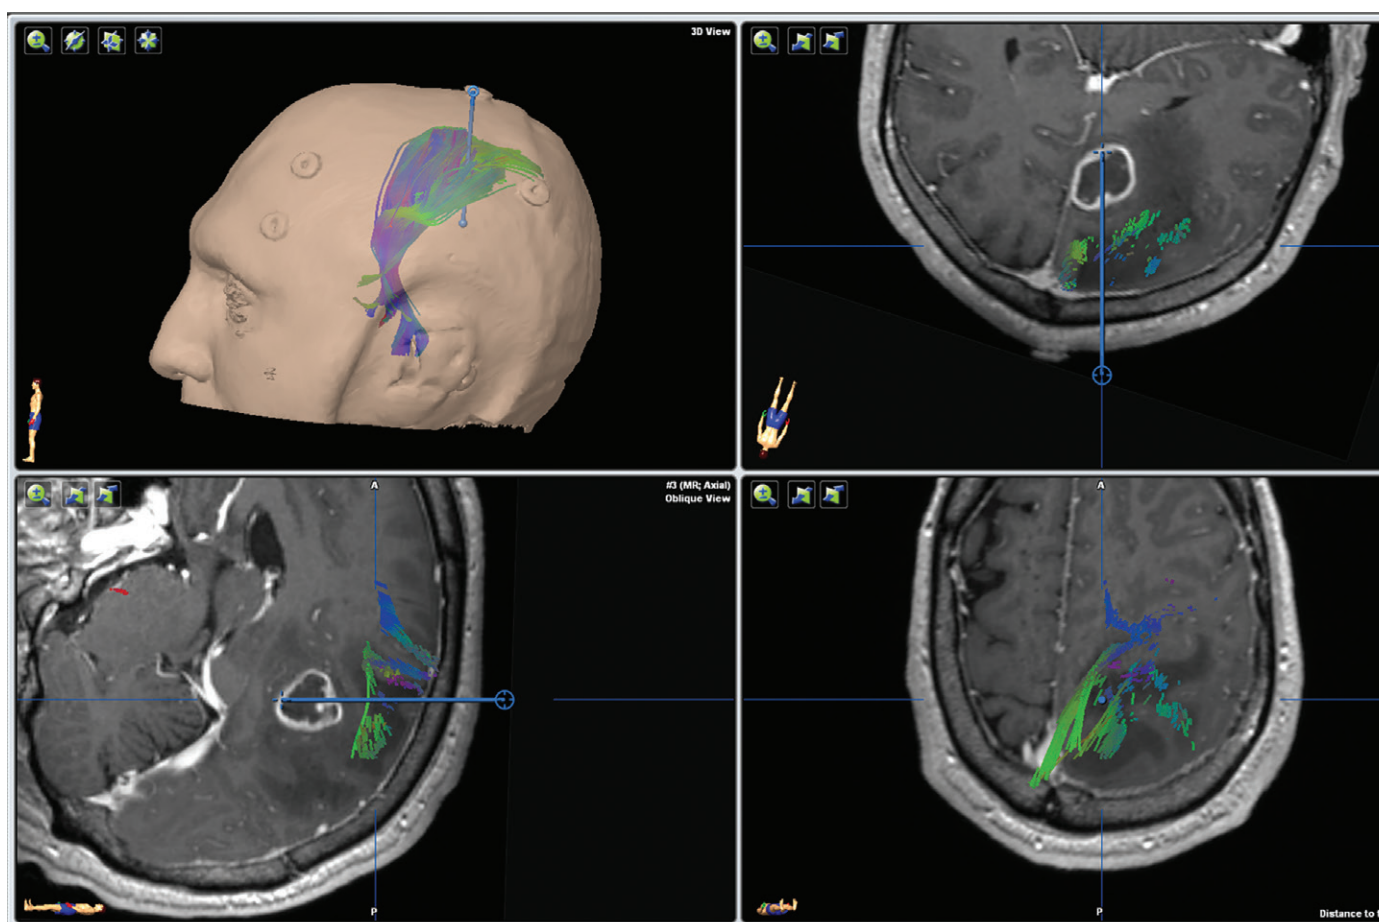 3D View
#3 (MR; Axial)
Oblique View
A
P
A
Distance to